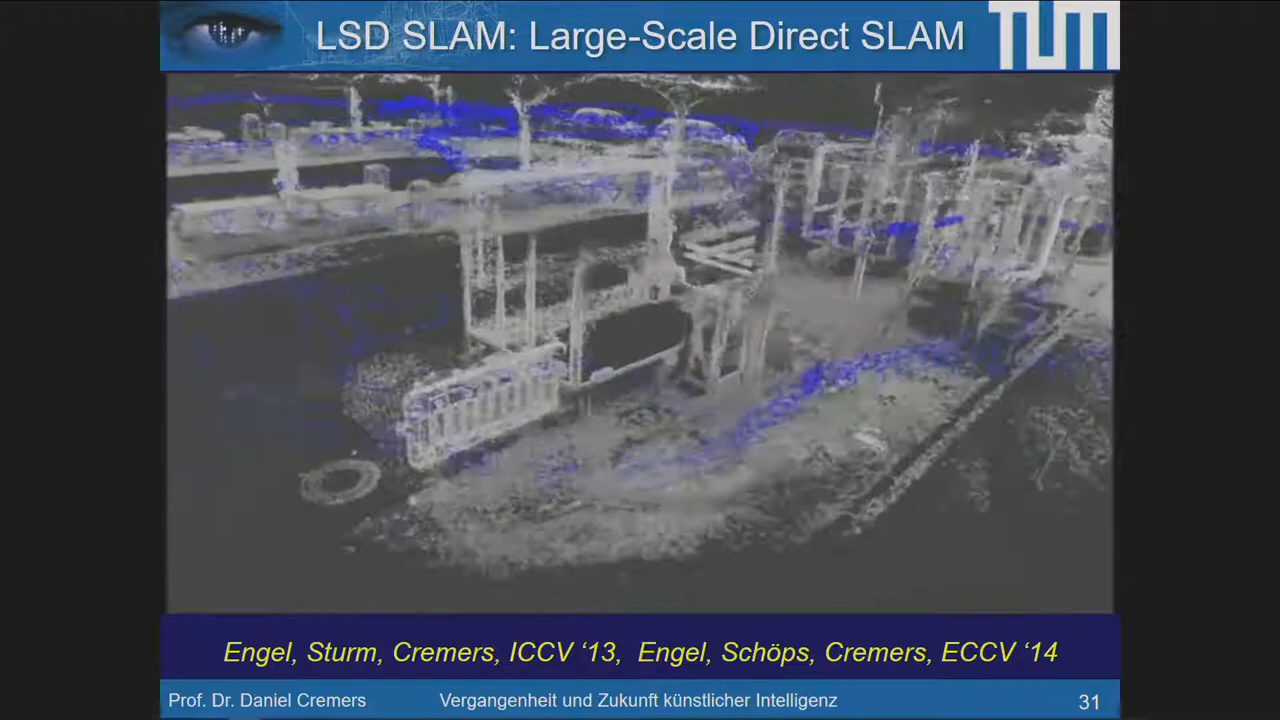 LSD SLAM: Large-Scale Direct SLAM
TUM
Engel, Sturm, Cremers, ICCV ‘13, Engel, Schöps, Cremers, ECCV ‘14
Prof. Dr. Daniel Cremers
Vergangenheit und Zukunft künstlicher Intelligenz
31